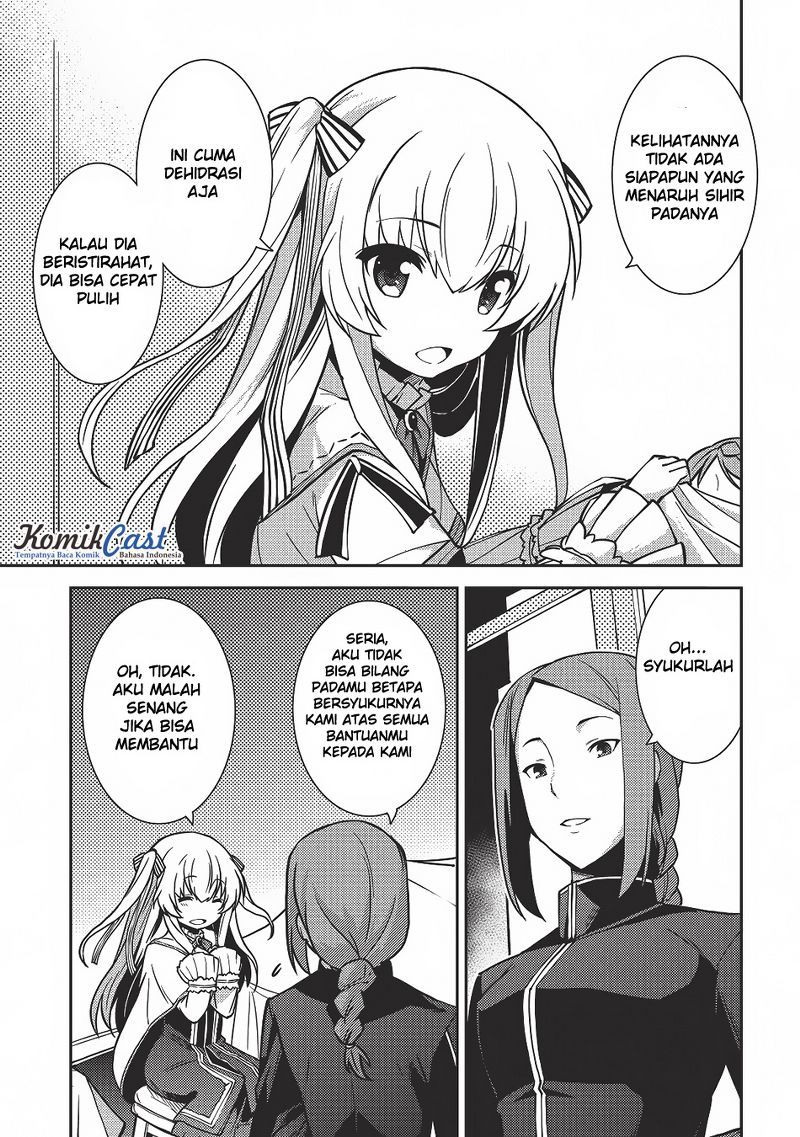 KELIHATANNYA
TIDAK ADA
SIAPAPUN YANG
MENARUH SIHIR
PADANYA
INI CUMA
DEHIDRASI
AJA
KALAU DIA
BERISTIRAHAT,
DIA BISA CEPAT
PULIH
KomikCast
Tempatnya Baca Komik Bahasa Indonesia
OH...
SYUKURLAH
SERIA,
AKU TIDAK
BISA BILANG
PADAMU BETAPA
BERSYUKURNYA
KAMI ATAS SEMUA
BANTUANMU
KEPADA KAMI
OH, TIDAK.
AKU MALAH
SENANG
JIKA BISA
MEMBANTU